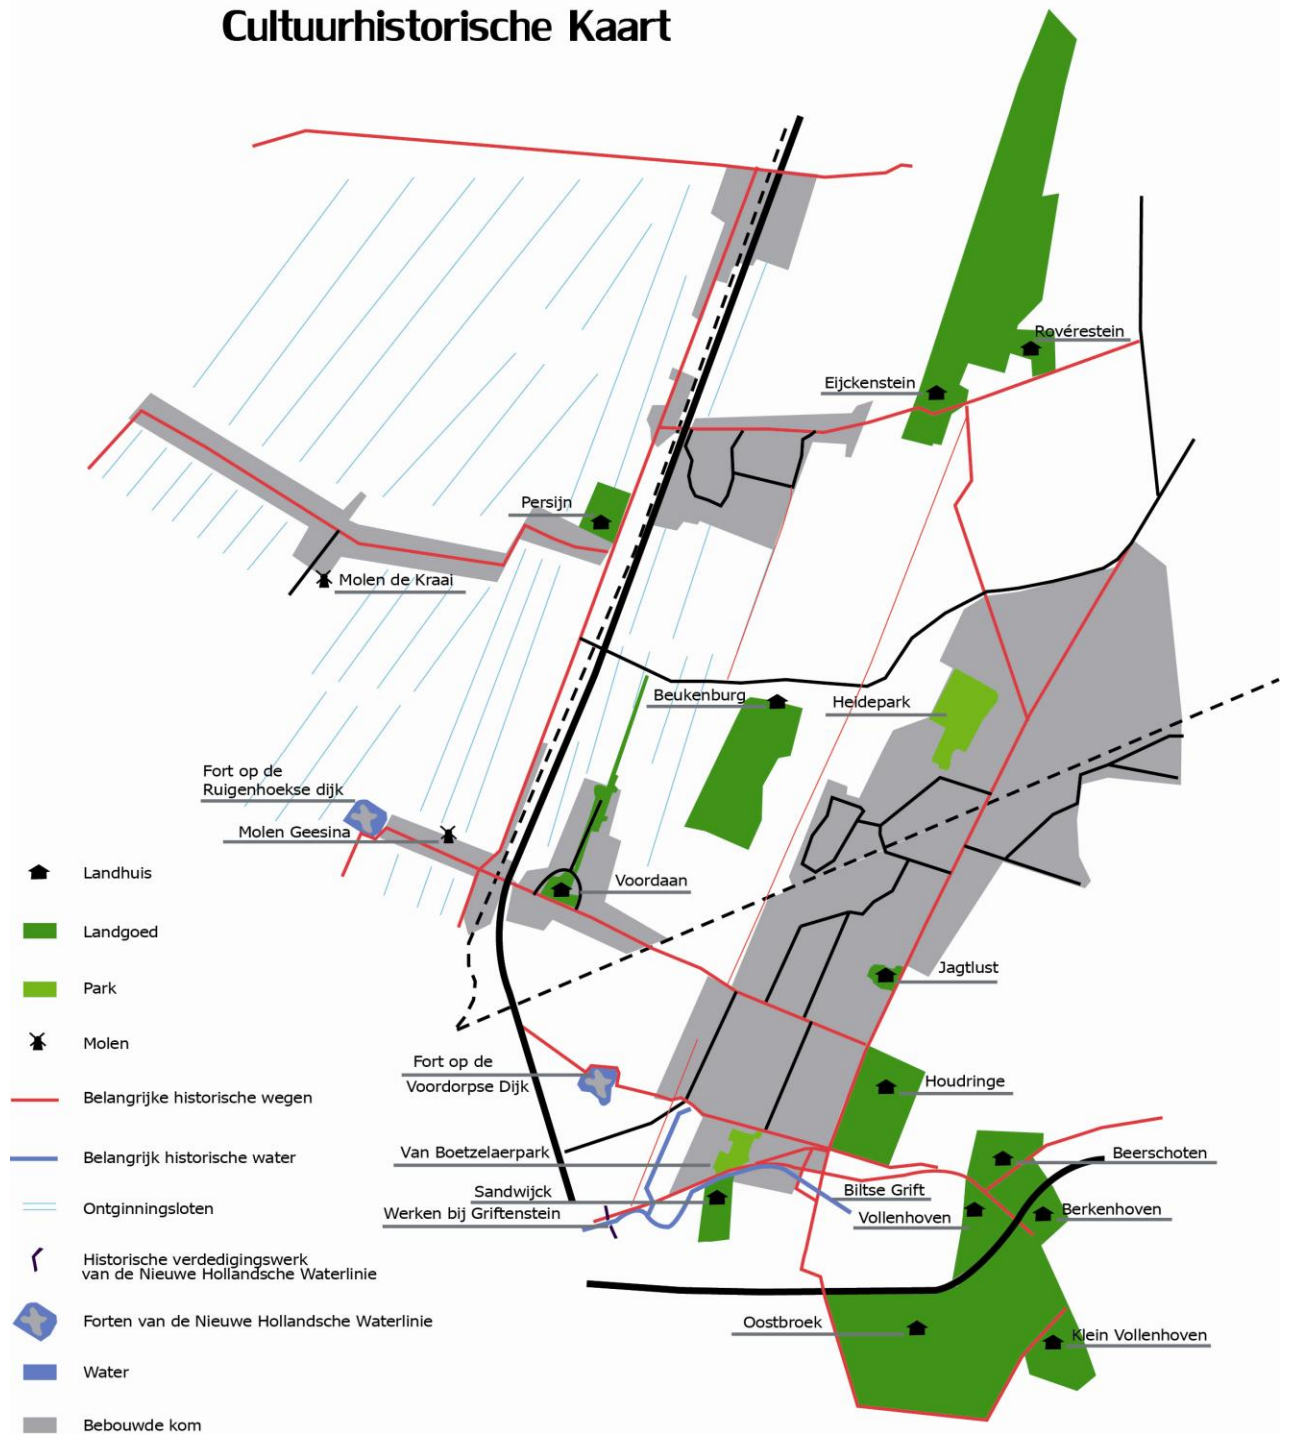 Cultuurhistorische Kaart
Rovérestein
Eijckenstein
Persijn
Molen de Kraai
Beukenburg
Heidepark
Fort op de
Ruigenhoekse dijk
Molen Geesina
Voordaan
Jagtlust
Fort op de
Voordorpse Dijk
Houdringe
Van Boetzelaerpark
Beerschoten
Sandwijck
Biltse Grift
Werken bij Griftenstein
Vollenhoven
Berkenhoven
Oostbroek
Klein Vollenhoven
Landhuis
Landgoed
Park
Molen
Belangrijke historische wegen
Belangrijk historische water
Ontginningsloten
Historische verdedigingswerk
van de Nieuwe Hollandsche Waterlinie
Forten van de Nieuwe Hollandsche Waterlinie
Water
Bebouwde kom